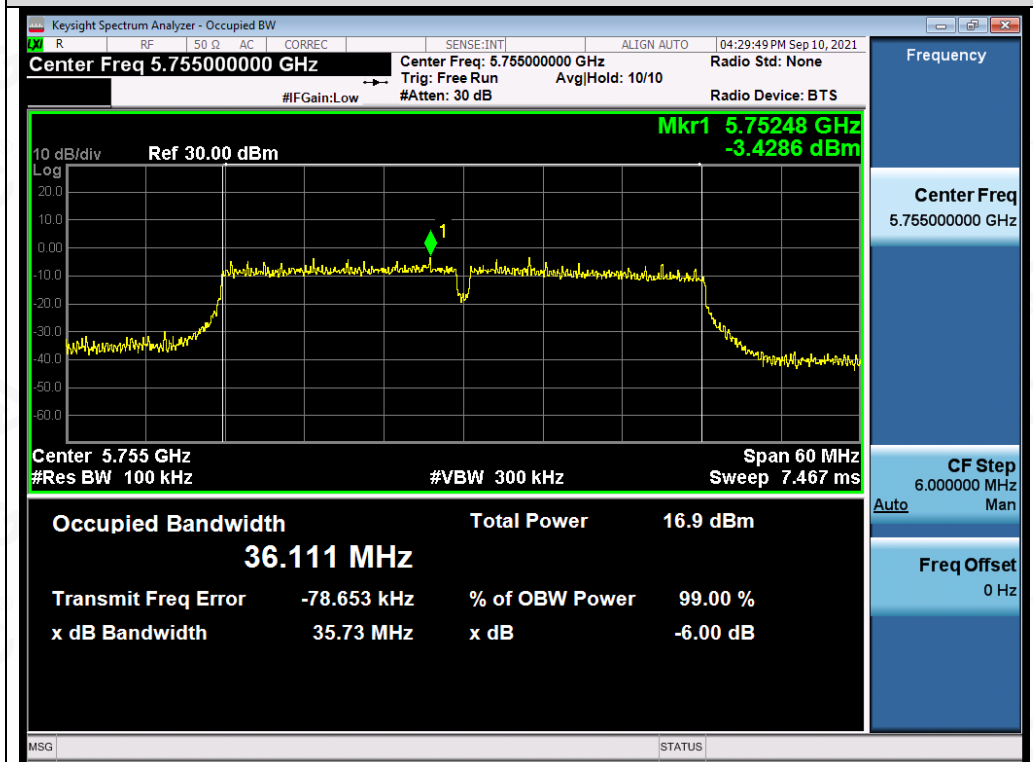 Keysight Spectrum Analyzer - Occupied BW
LXI R RF 50 Ω AC CORREC SENSE:INT ALIGN AUTO 04:29:49 PM Sep 10, 2021
Center Freq 5.755000000 GHz
Center Freq: 5.755000000 GHz Radio Std: None
Trig: Free Run Avg|Hold: 10/10
#IFGain:Low #Atten: 30 dB Radio Device: BTS
Mkr1 5.75248 GHz
-3.4286 dBm
10 dB/div Ref 30.00 dBm
Log
20.0
10.0
0.00
-10.0
-20.0
-30.0
-40.0
-50.0
-60.0
1
Center 5.755 GHz Span 60 MHz
#Res BW 100 kHz #VBW 300 kHz Sweep 7.467 ms
Occupied Bandwidth Total Power 16.9 dBm
36.111 MHz
Transmit Freq Error -78.653 kHz % of OBW Power 99.00 %
x dB Bandwidth 35.73 MHz x dB -6.00 dB
MSG STATUS
Frequency
Center Freq
5.755000000 GHz
CF Step
6.000000 MHz
Auto Man
Freq Offset
0 Hz